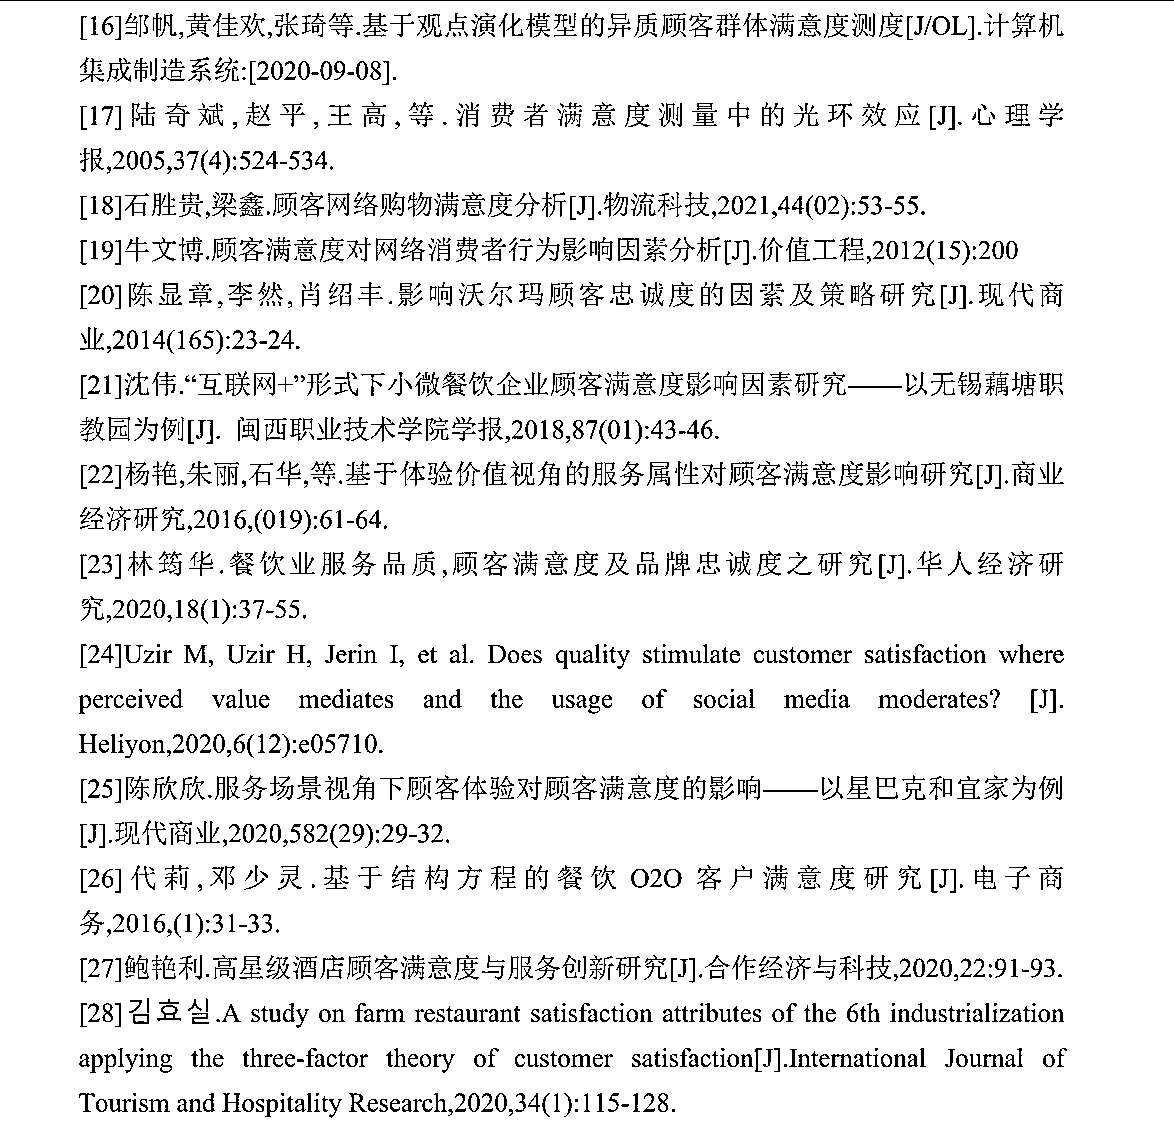 [16]邹帆,黄佳欢,张琦等.基于观点演化模型的异质顾客群体满意度测度[J/OL].计算机
集成制造系统:[2020-09-08].
[17]陆奇斌,赵平,王高,等.消费者满意度测量中的光环效应[J].心理学
报,2005,37(4):524-534.
[18]石胜贵,梁鑫.顾客网络购物满意度分析[J].物流科技,2021,44(02):53-55.
[19]牛文博.顾客满意度对网络消费者行为影响因素分析[J].价值工程,2012(15):200
[20]陈显章,李然,肖绍丰.影响沃尔玛顾客忠诚度的因素及策略研究[J].现代商
业,2014(165):23-24.
[21]沈伟.“互联网+”形式下小微餐饮企业顾客满意度影响因素研究——以无锡藕塘职
教园为例[J]. 闽西职业技术学院学报,2018,87(01):43-46.
[22]杨艳,朱丽,石华,等.基于体验价值视角的服务属性对顾客满意度影响研究[J].商业
经济研究,2016,(019):61-64.
[23]林筠华.餐饮业服务品质,顾客满意度及品牌忠诚度之研究[J].华人经济研
究,2020,18(1):37-55.
[24]Uzir M, Uzir H, Jerin I, et al. Does quality stimulate customer satisfaction where
perceived value mediates and the usage of social media moderates? [J].
Heliyon,2020,6(12):e05710.
[25]陈欣欣.服务场景视角下顾客体验对顾客满意度的影响——以星巴克和宜家为例
[J].现代商业,2020,582(29):29-32.
[26]代莉,邓少灵.基于结构方程的餐饮 O2O 客户满意度研究[J].电子商
务,2016,(1):31-33.
[27]鲍艳利.高星级酒店顾客满意度与服务创新研究[J].合作经济与科技,2020,22:91-93.
[28]김효실.A study on farm restaurant satisfaction attributes of the 6th industrialization
applying the three-factor theory of customer satisfaction[J].International Journal of
Tourism and Hospitality Research,2020,34(1):115-128.